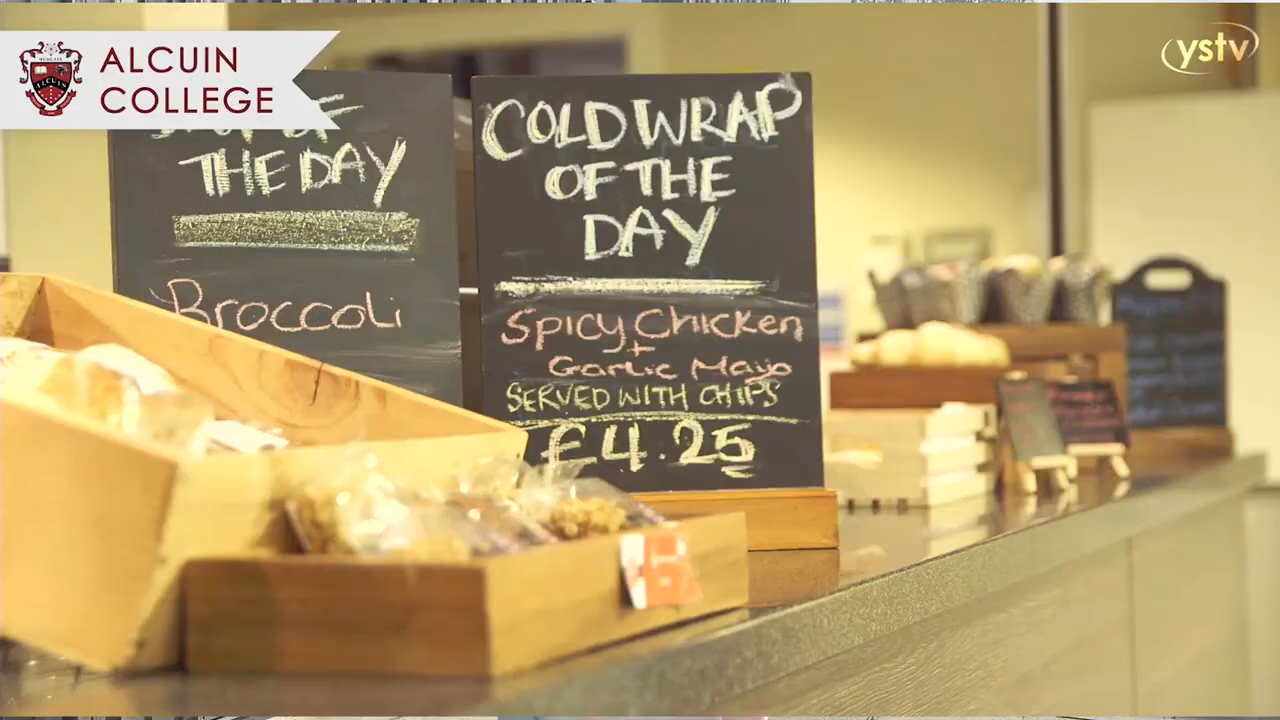 ALCUIN
COLLEGE
ystv
OF
THE DAY
Broccoli
COLD WRAP
OF THE
DAY
Spicy Chicken
+
Garlic Mayo
SERVED WITH CHIPS
£4.25